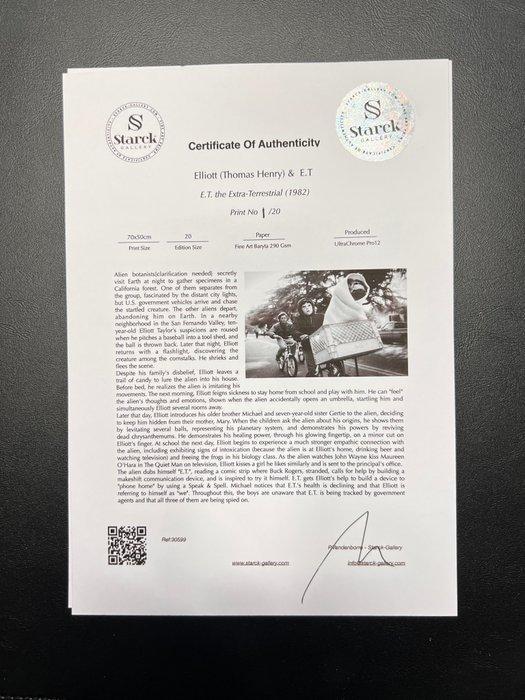 Starck
GALLERY
Starck
GALLERY
Certificate Of Authenticity
Elliott (Thomas Henry) & E.T
E.T. the Extra-Terrestrial (1982)
Print No 1/20
70x50cm
Print Size
20
Edition Size
Paper
Fine Art Baryta 290 Gsm
Produced
UltraChrome Pro12
Alien botanists[clarification needed] secretly
visit Earth at night to gather specimens in a
California forest. One of them separates from
the group, fascinated by the distant city lights,
but U.S. government vehicles arrive and chase
the startled creature. The other aliens depart,
abandoning him on Earth. In a nearby
neighborhood in the San Fernando Valley, ten-
year-old Elliott Taylor's suspicions are roused
when he pitches a baseball into a tool shed, and
the ball is thrown back. Later that night, Elliott
returns with a flashlight, discovering the
creature among the cornstalks. He shrieks and
flees the scene.
Despite his family's disbelief, Elliott leaves a
trail of candy to lure the alien into his house.
Before bed, he realizes the alien is imitating his
movements. The next morning, Elliott feigns sickness to stay home from school and play with him. He can "feel"
the alien's thoughts and emotions, shown when the alien accidentally opens an umbrella, startling him and
simultaneously Elliott several rooms away.
Later that day, Elliott introduces his older brother Michael and seven-year-old sister Gertie to the alien, deciding
to keep him hidden from their mother, Mary. When the children ask the alien about his origins, he shows them
by levitating several balls, representing his planetary system, and demonstrates his powers by reviving
dead chrysanthemums. He demonstrates his healing power, through his glowing fingertip, on a minor cut on
Elliott's finger. At school the next day, Elliott begins to experience a much stronger empathic connection with
the alien, including exhibiting signs of intoxication (because the alien is at Elliott's home, drinking beer and
watching television) and freeing the frogs in his biology class. As the alien watches John Wayne kiss Maureen
O'Hara in The Quiet Man on television, Elliott kisses a girl he likes similarly and is sent to the principal's office.
The alien dubs himself "E.T.", reading a comic strip where Buck Rogers, stranded, calls for help by building a
makeshift communication device, and is inspired to try it himself. E.T. gets Elliott's help to build a device to
"phone home" by using a Speak & Spell. Michael notices that E.T.'s health is declining and that Elliott is
referring to himself as "we". Throughout this, the boys are unaware that E.T. is being tracked by government
agents and that all three of them are being spied on.
Ref:30599
www.starck-gallery.com
P.Vandenborre - Starck-Gallery
info@starck-gallery.com